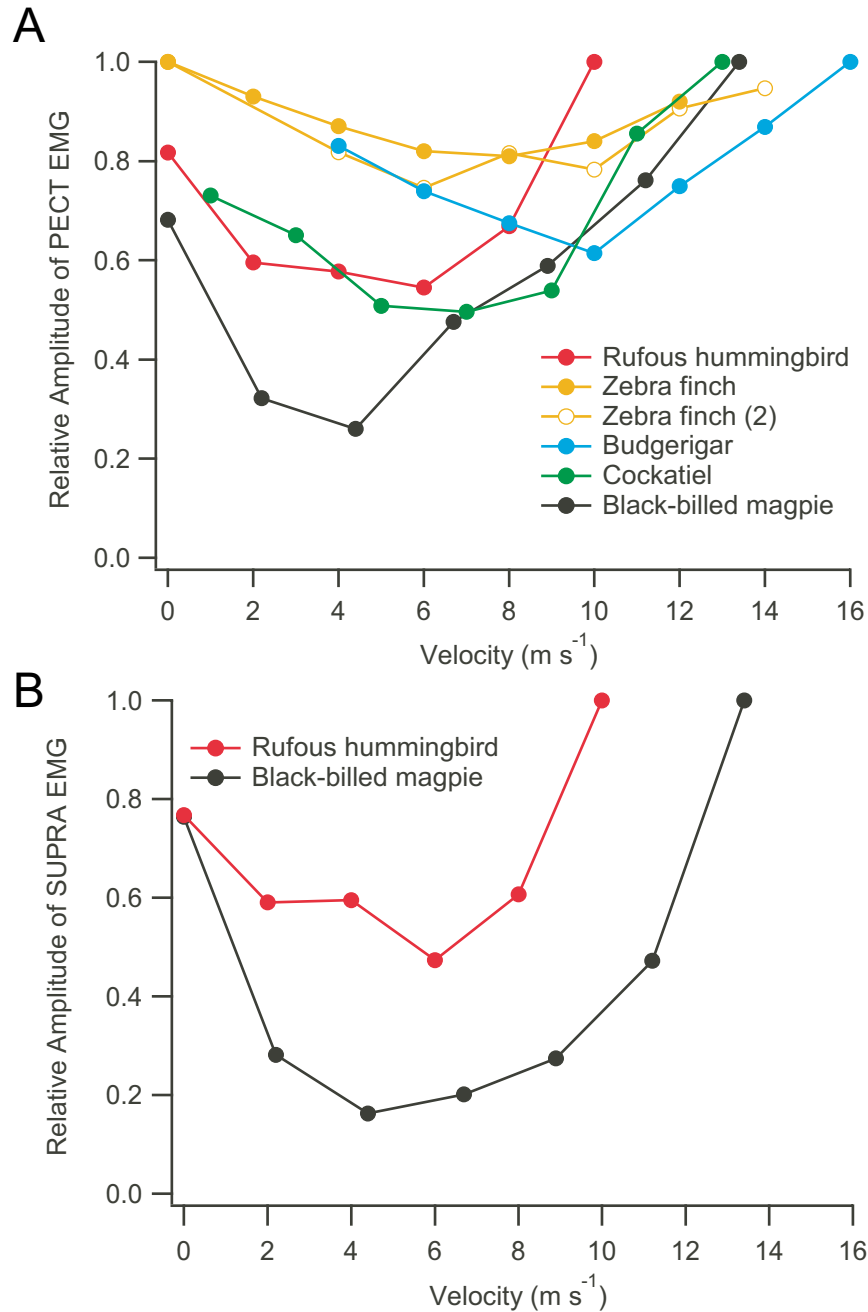 A
Relative Amplitude of PECT EMG
1.0
0.8
0.6
0.4
0.2
0.0
Rufous hummingbird
Zebra finch
Zebra finch (2)
Budgerigar
Cockatiel
Black-billed magpie
0 2 4 6 8 10 12 14 16
Velocity (m s⁻¹)
B
Relative Amplitude of SUPRA EMG
1.0
0.8
0.6
0.4
0.2
0.0
Rufous hummingbird
Black-billed magpie
0 2 4 6 8 10 12 14 16
Velocity (m s⁻¹)